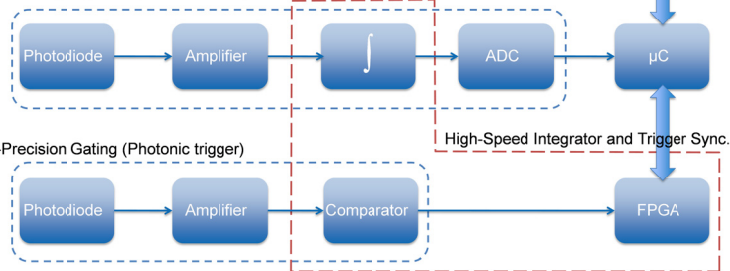 Photodiode
Amplifier
∫
ADC
µC
-Precision Gating (Photonic trigger)
High-Speed Integrator and Trigger Sync.
Photodiode
Amplifier
Comparator
FPGA